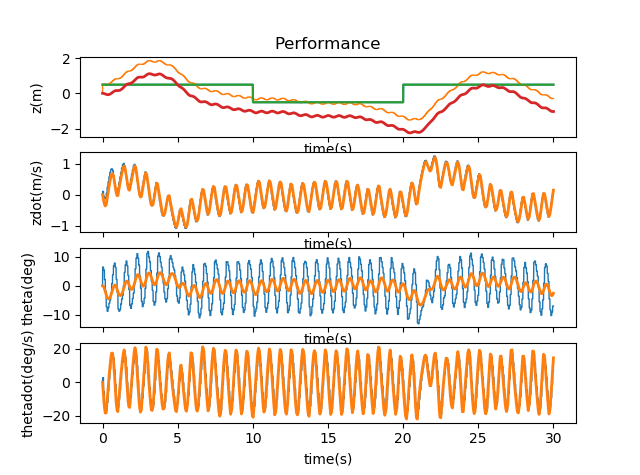 Performance
z(m)
2
0
−2
time(s)
zdot(m/s)
1
0
−1
time(s)
theta(deg)
10
0
−10
time(s)
thetadot(deg/s)
20
0
−20
0 5 10 15 20 25 30
time(s)